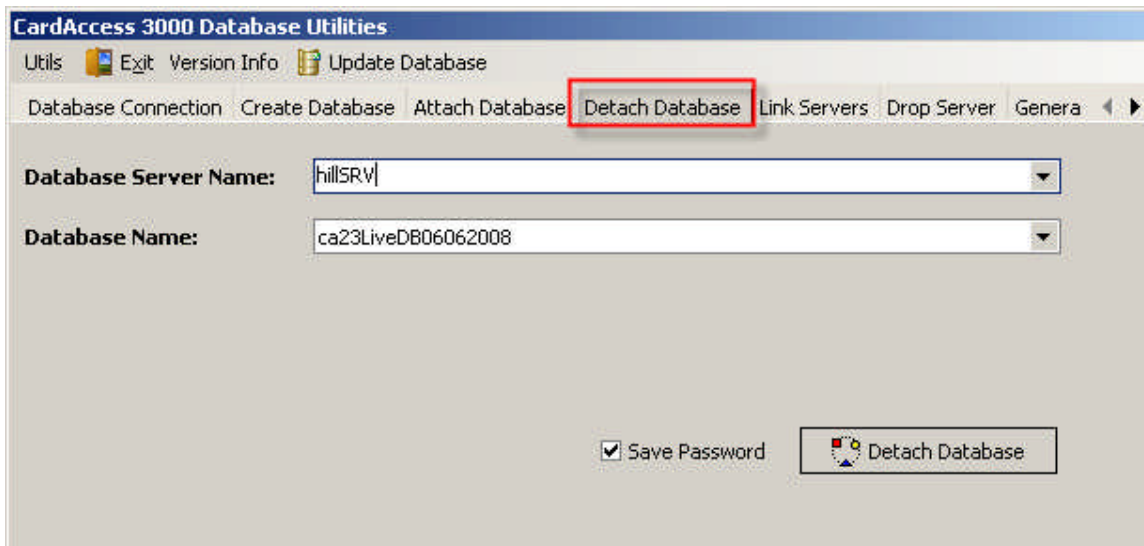 CardAccess 3000 Database Utilities
Utils Exit Version Info Update Database
Database Connection Create Database Attach Database Detach Database Link Servers Drop Server Genera
Database Server Name: hillSRV
Database Name: ca23LiveDB06062008
Save Password Detach Database